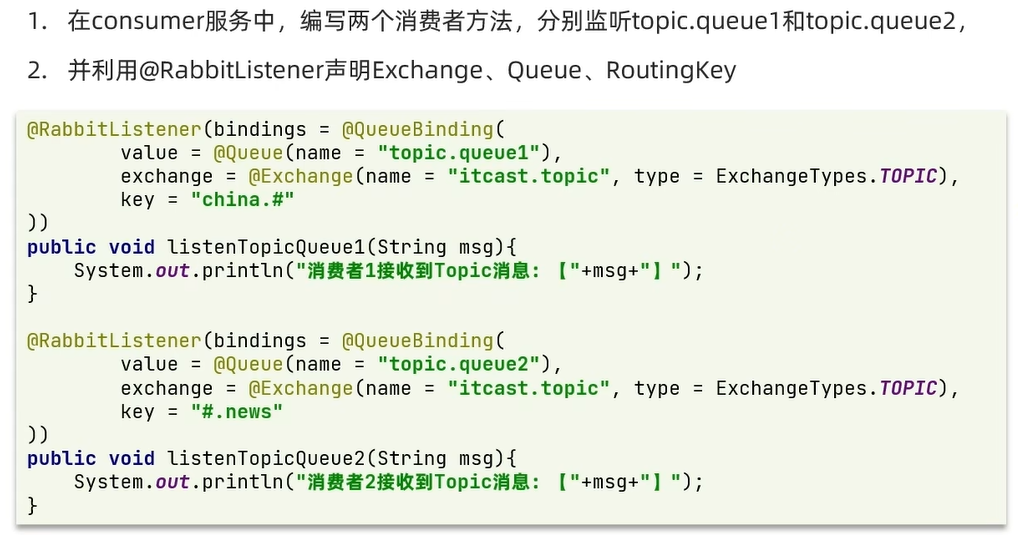 1. 在consumer服务中，编写两个消费者方法，分别监听topic.queue1和topic.queue2，
2. 并利用@RabbitListener声明Exchange、Queue、RoutingKey
@RabbitListener(bindings = @QueueBinding(
        value = @Queue(name = "topic.queue1"),
        exchange = @Exchange(name = "itcast.topic", type = ExchangeTypes.TOPIC),
        key = "china.#"
))
public void listenTopicQueue1(String msg){
    System.out.println("消费者1接收到Topic消息：【"+msg+"】");
}

@RabbitListener(bindings = @QueueBinding(
        value = @Queue(name = "topic.queue2"),
        exchange = @Exchange(name = "itcast.topic", type = ExchangeTypes.TOPIC),
        key = "#.news"
))
public void listenTopicQueue2(String msg){
    System.out.println("消费者2接收到Topic消息：【"+msg+"】");
}